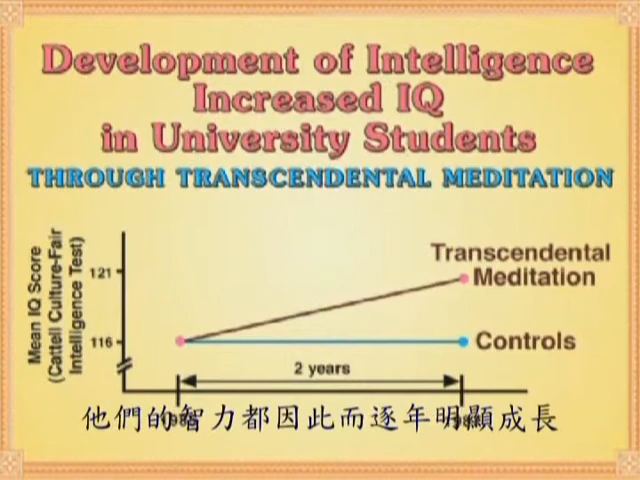 Development of Intelligence
Increased IQ
in University Students
THROUGH TRANSCENDENTAL MEDITATION
Mean IQ Score
(Cattell Culture-Fair
Intelligence Test)
121
116
Transcendental
Meditation
Controls
2 years
他們的智力都因此而逐年明顯成長